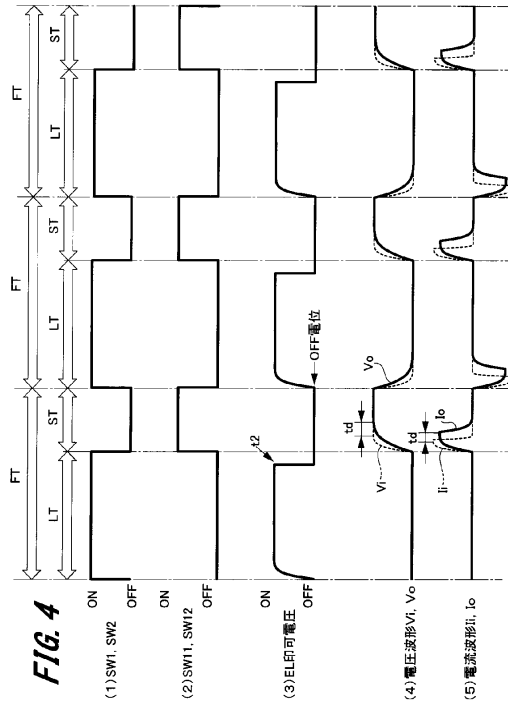 FIG. 4
FT FT FT
LT ST LT ST LT ST
ON
(1)SW1, SW2
OFF
ON
(2)SW11, SW12
OFF
ON
t2
(3)EL印可電圧
OFF電位
OFF
td
Vi
Vo
(4)電圧波形Vi, Vo
td
Ii
Io
(5)電流波形Ii, Io